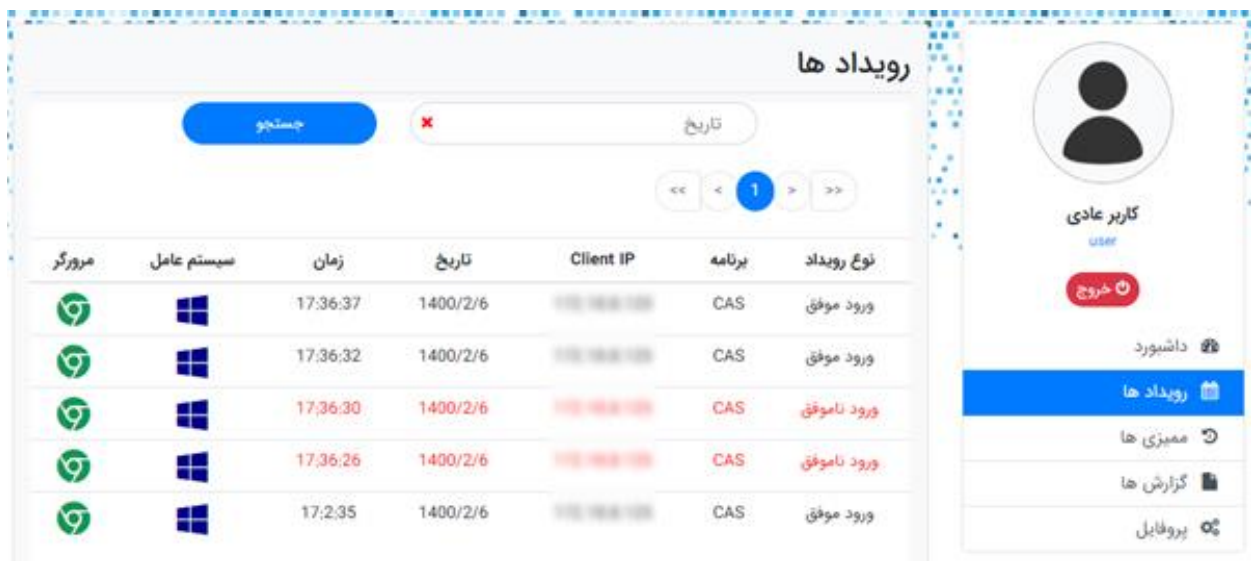 رویداد ها
تاریخ
جستجو
<< < 1 > >>
نوع رویداد برنامه Client IP تاریخ زمان سیستم عامل مرورگر
ورود موفق CAS 1400/2/6 17:36:37
ورود موفق CAS 1400/2/6 17:36:32
ورود ناموفق CAS 1400/2/6 17:36:30
ورود ناموفق CAS 1400/2/6 17:36:26
ورود موفق CAS 1400/2/6 17:2:35
کاربر عادی
user
خروج
داشبورد
رویداد ها
ممیزی ها
گزارش ها
پروفایل